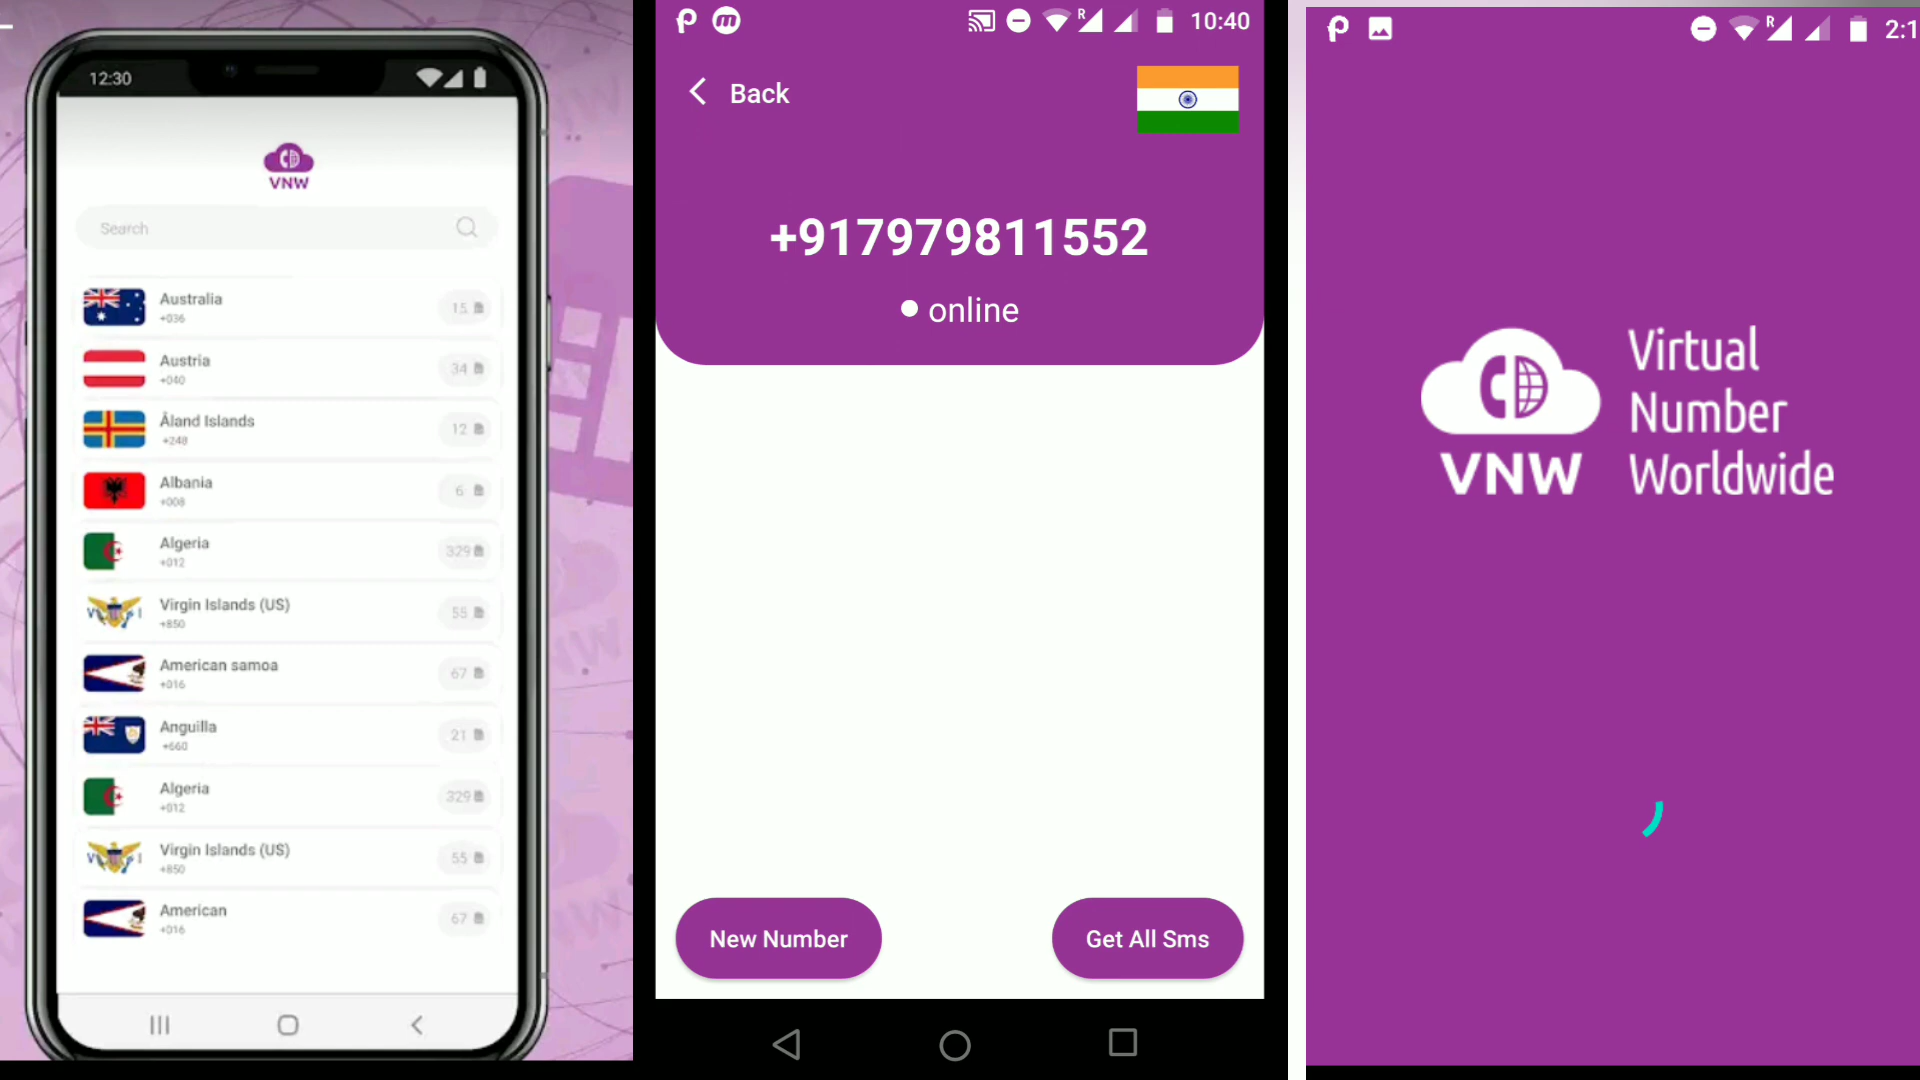 12:30
VNW
Search
Australia
+036
15
Austria
+040
34
Åland Islands
+248
12
Albania
+008
6
Algeria
+012
329
Virgin Islands (US)
+850
55
American samoa
+016
67
Anguilla
+660
21
Algeria
+012
329
Virgin Islands (US)
+850
55
American
+016
67
R
10:40
Back
+917979811552
online
New Number
Get All Sms
R
2:1
VNW
Virtual
Number
Worldwide